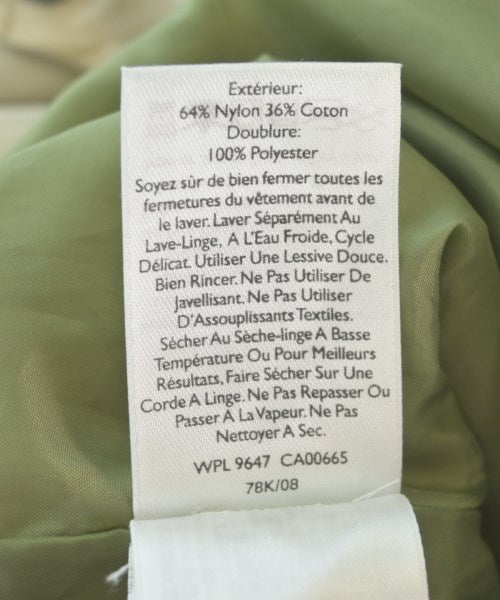 Extérieur:
64% Nylon 36% Coton
Doublure:
100% Polyester
Soyez sûr de bien fermer toutes les
fermetures du vêtement avant de
le laver. Laver Séparément Au
Lave-Linge, A L'Eau Froide, Cycle
Délicat. Utiliser Une Lessive Douce.
Bien Rincer. Ne Pas Utiliser De
Javellisant. Ne Pas Utiliser
D'Assouplissants Textiles.
Sécher Au Sèche-linge A Basse
Température Ou Pour Meilleurs
Résultats, Faire Sécher Sur Une
Corde A Linge. Ne Pas Repasser Ou
Passer A La Vapeur. Ne Pas
Nettoyer A Sec.
WPL 9647 CA00665
78K/08